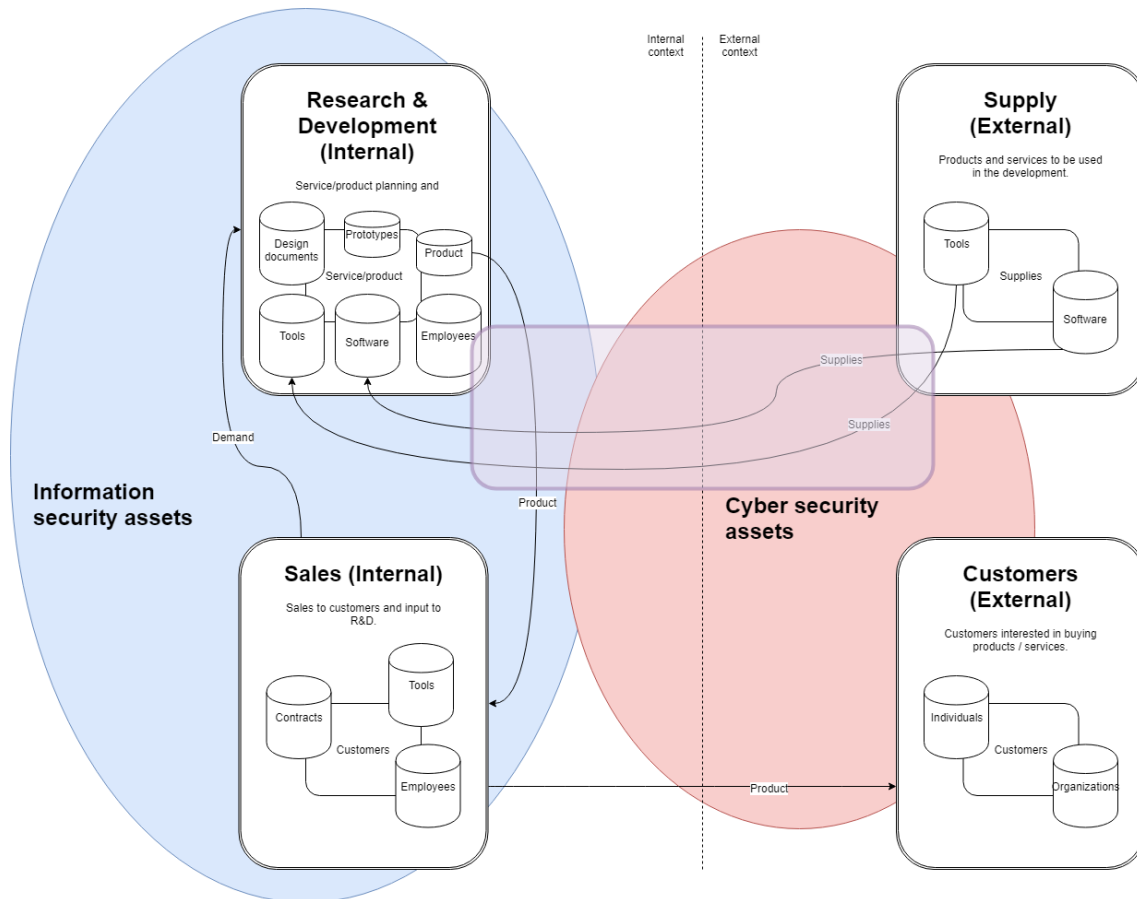 Internal
context
External
context
Research &
Development
(Internal)
Service/product planning and
Design
documents
Prototypes
Product
Service/product
Tools
Software
Employees
Supply
(External)
Products and services to be used
in the development.
Tools
Supplies
Software
Supplies
Supplies
Demand
Information
security assets
Product
Cyber security
assets
Sales (Internal)
Sales to customers and input to
R&D.
Tools
Contracts
Customers
Employees
Product
Customers
(External)
Customers interested in buying
products / services.
Individuals
Customers
Organizations